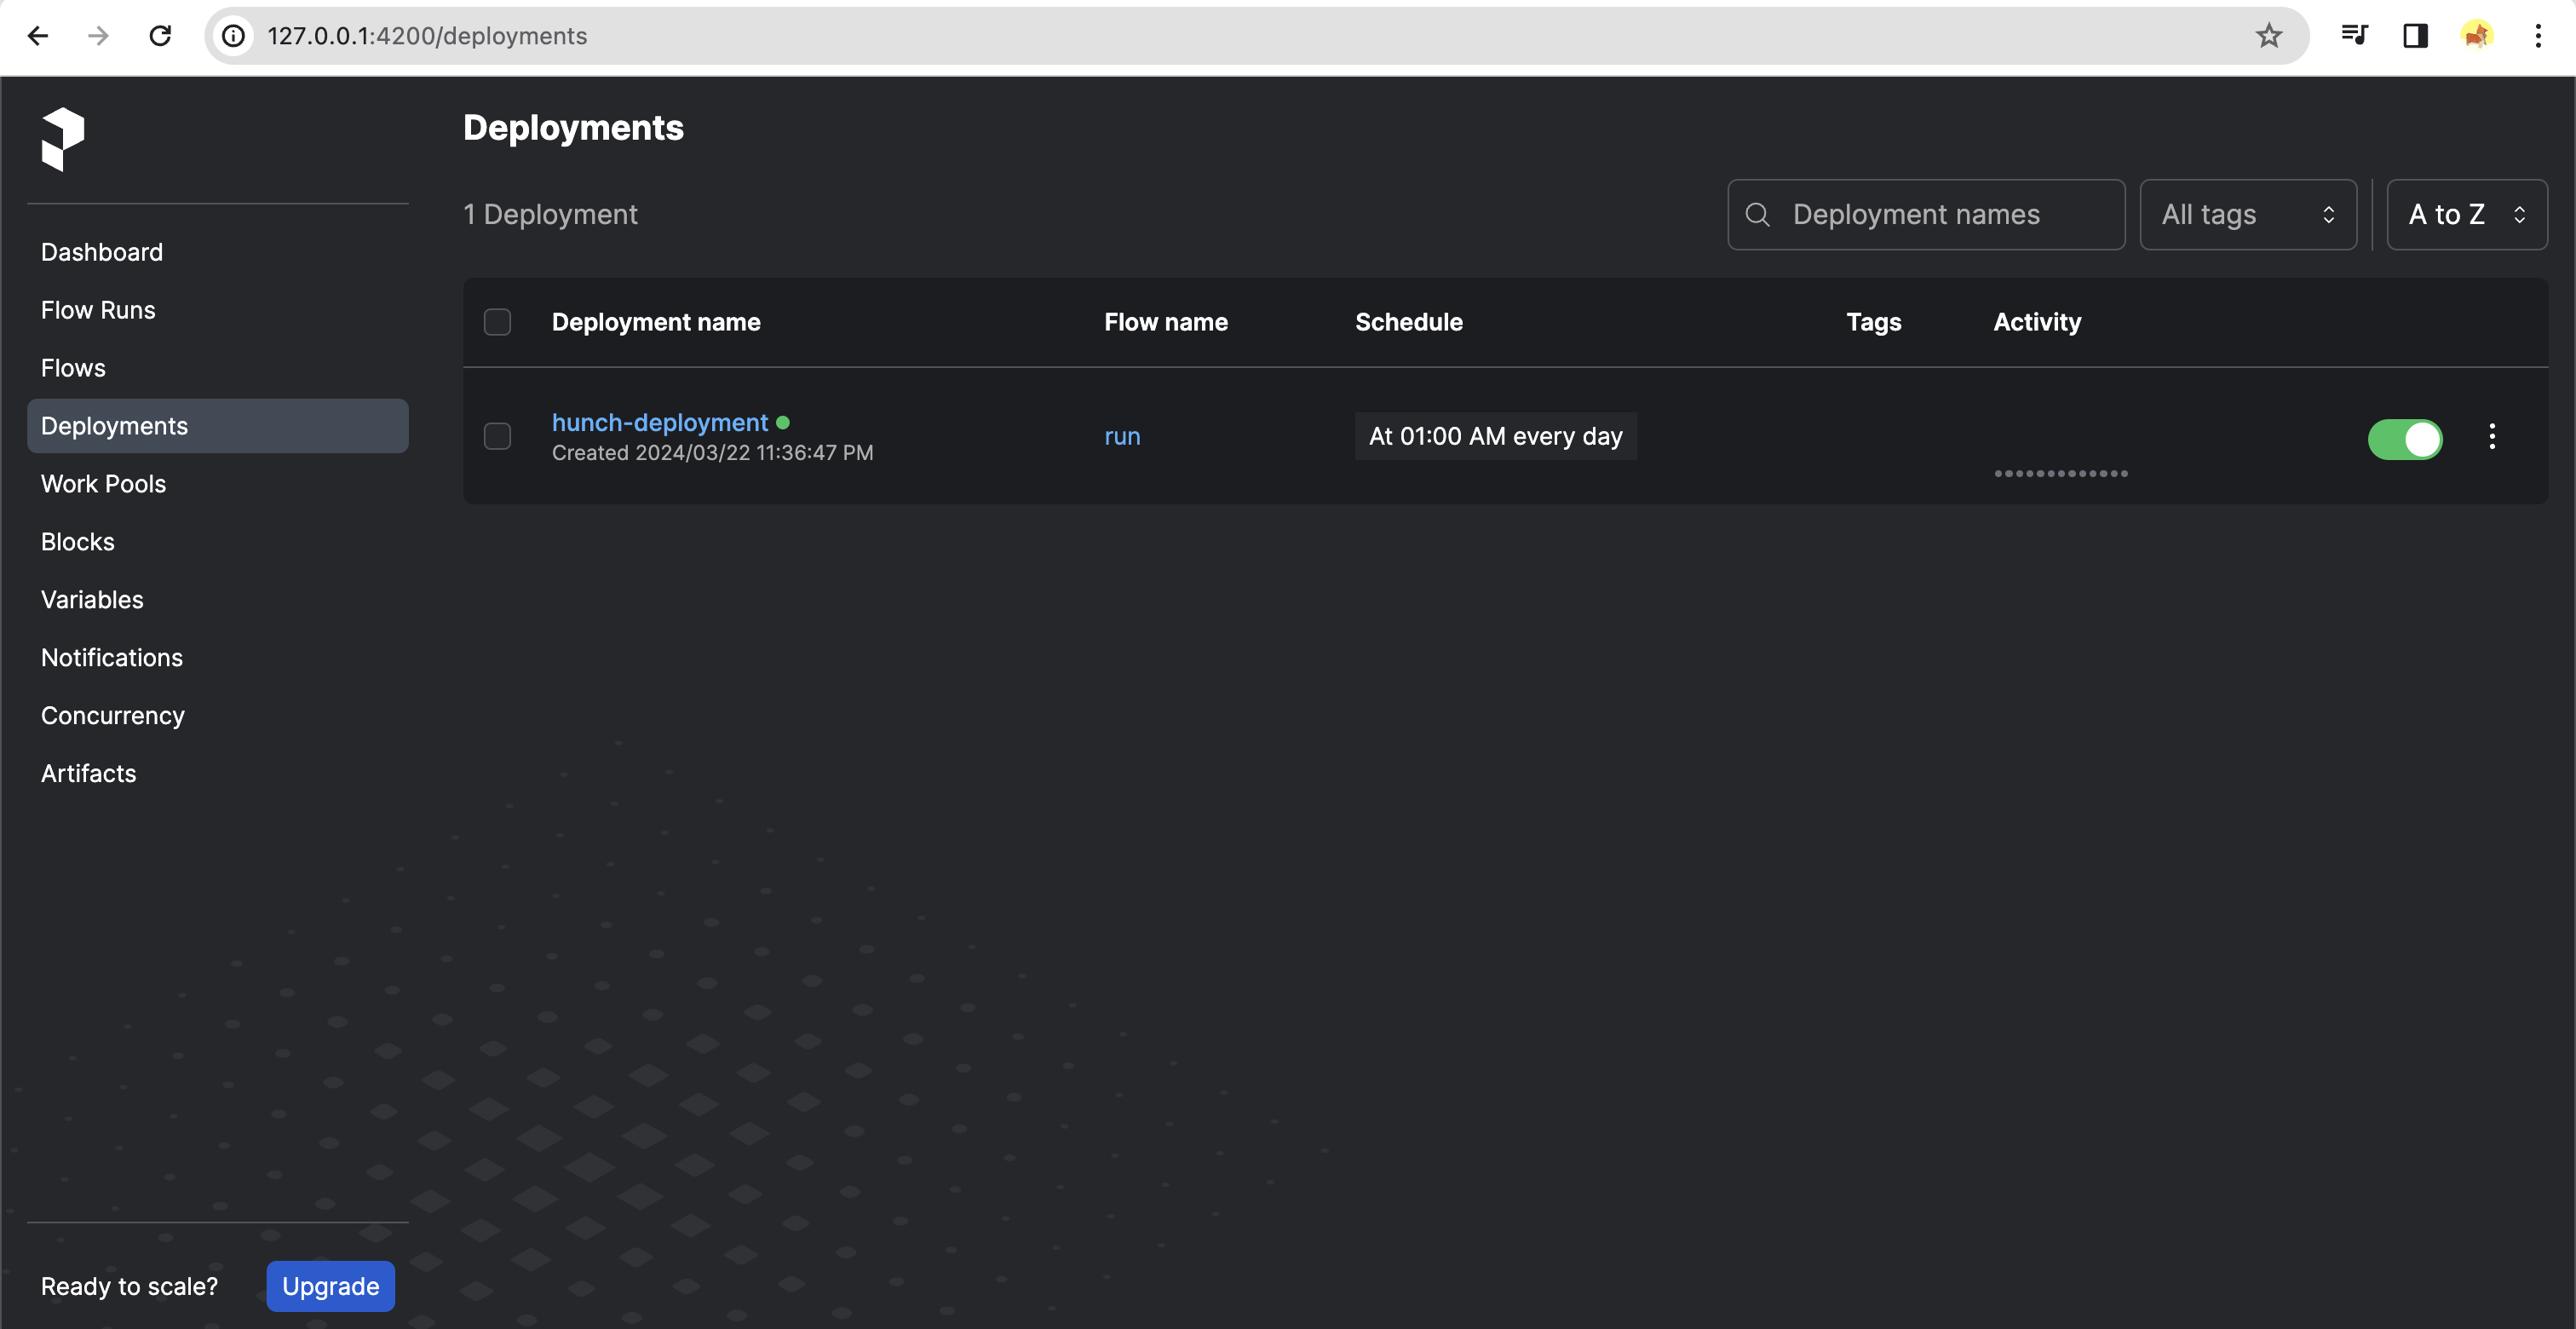 127.0.0.1:4200/deployments
Deployments
1 Deployment
Deployment names
All tags
A to Z
Dashboard
Flow Runs
Flows
Deployments
Work Pools
Blocks
Variables
Notifications
Concurrency
Artifacts
Deployment name Flow name Schedule Tags Activity
hunch-deployment run At 01:00 AM every day
Created 2024/03/22 11:36:47 PM
Ready to scale? Upgrade